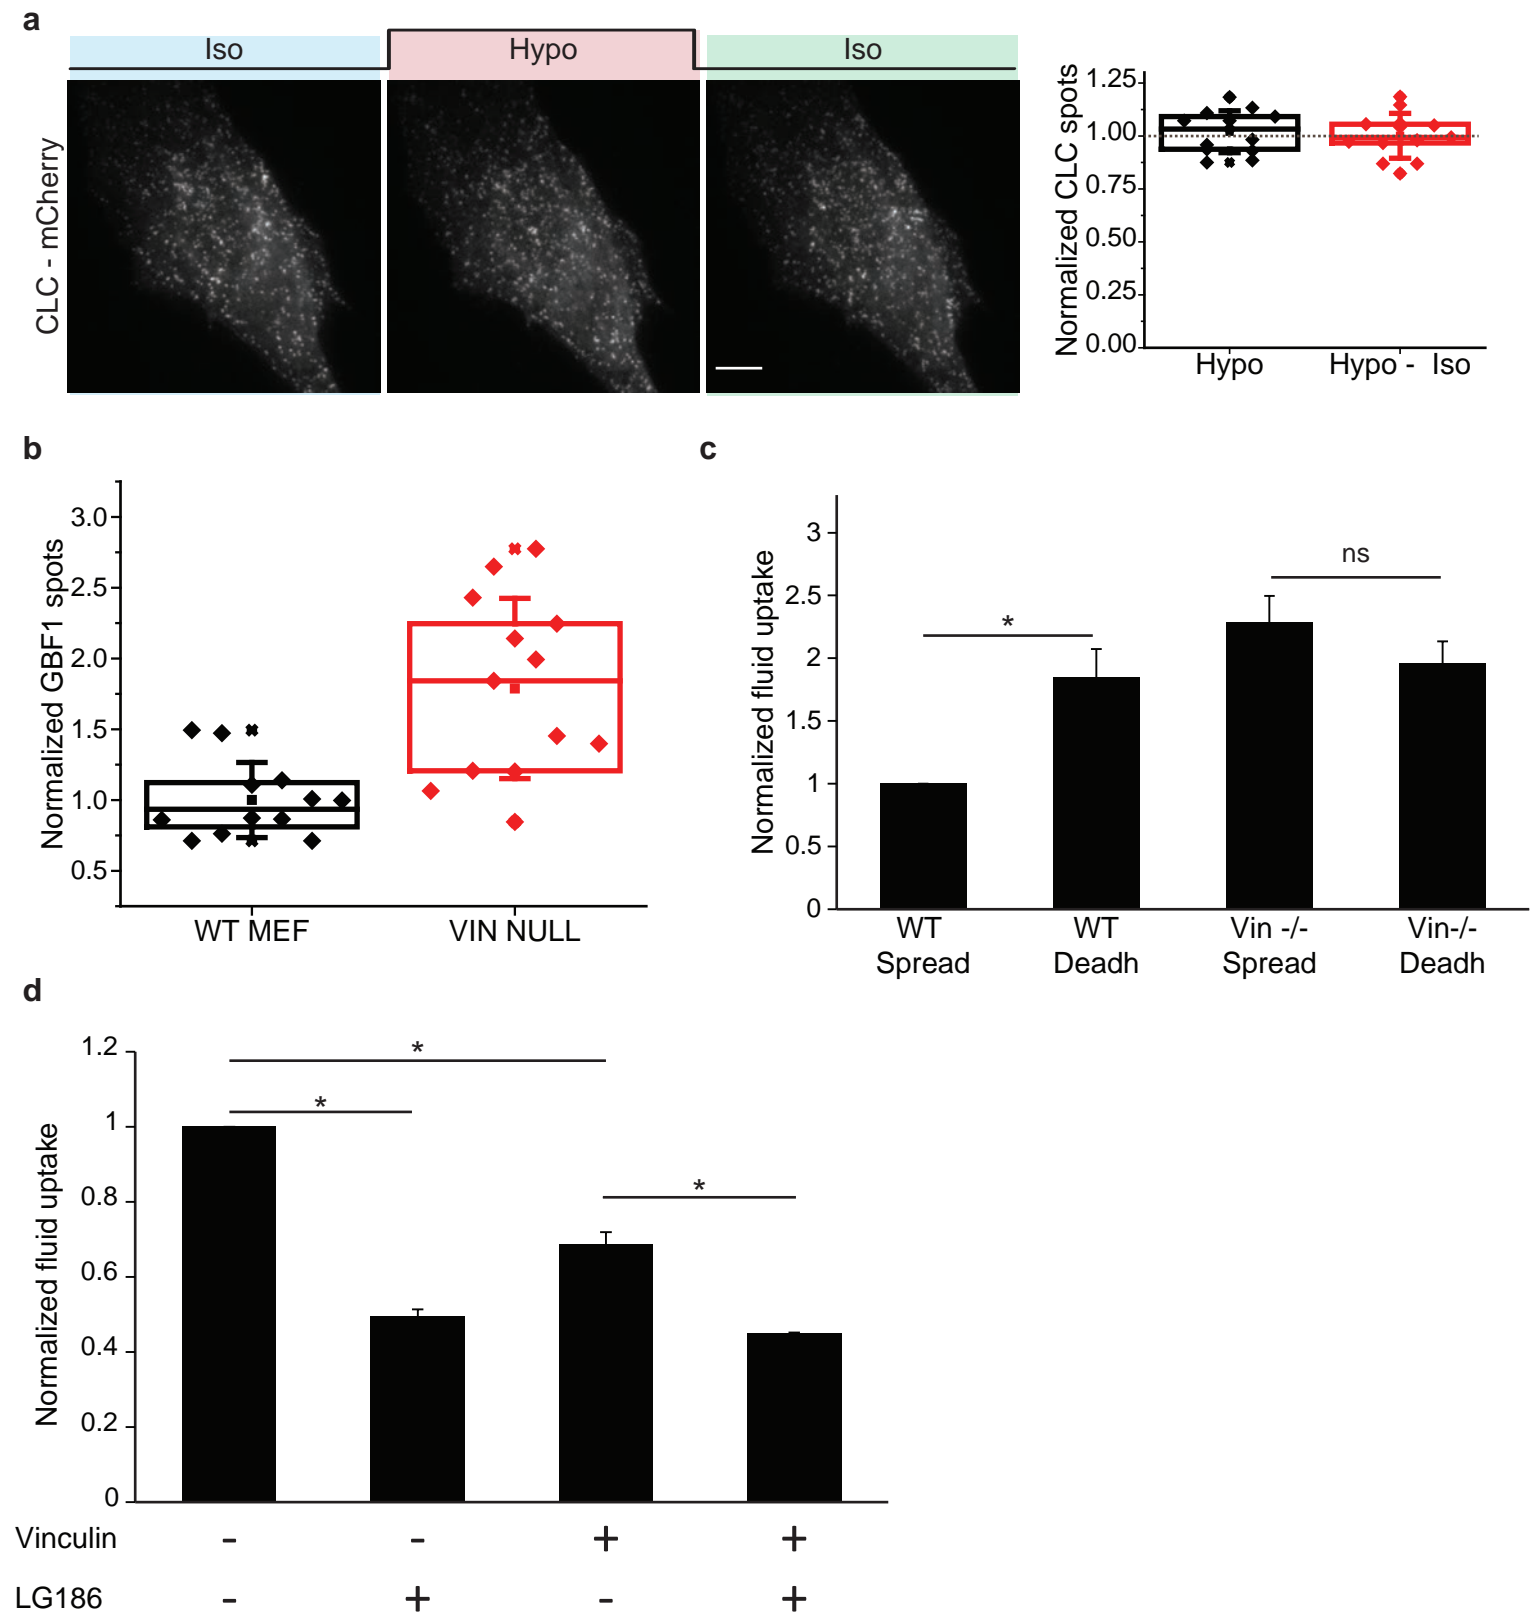 a
Iso Hypo Iso
CLC - mCherry
Normalized CLC spots
1.25
1.00
0.75
0.50
0.25
0.00
Hypo Hypo - Iso
b
Normalized GBF1 spots
3.0
2.5
2.0
1.5
1.0
0.5
WT MEF VIN NULL
c
Normalized fluid uptake
3
2.5
2
1.5
1
0.5
0
* ns
WT WT Vin -/- Vin-/-
Spread Deadh Spread Deadh
d
Normalized fluid uptake
1.2
1
0.8
0.6
0.4
0.2
0
*
*
*
Vinculin - - + +
LG186 - + - +